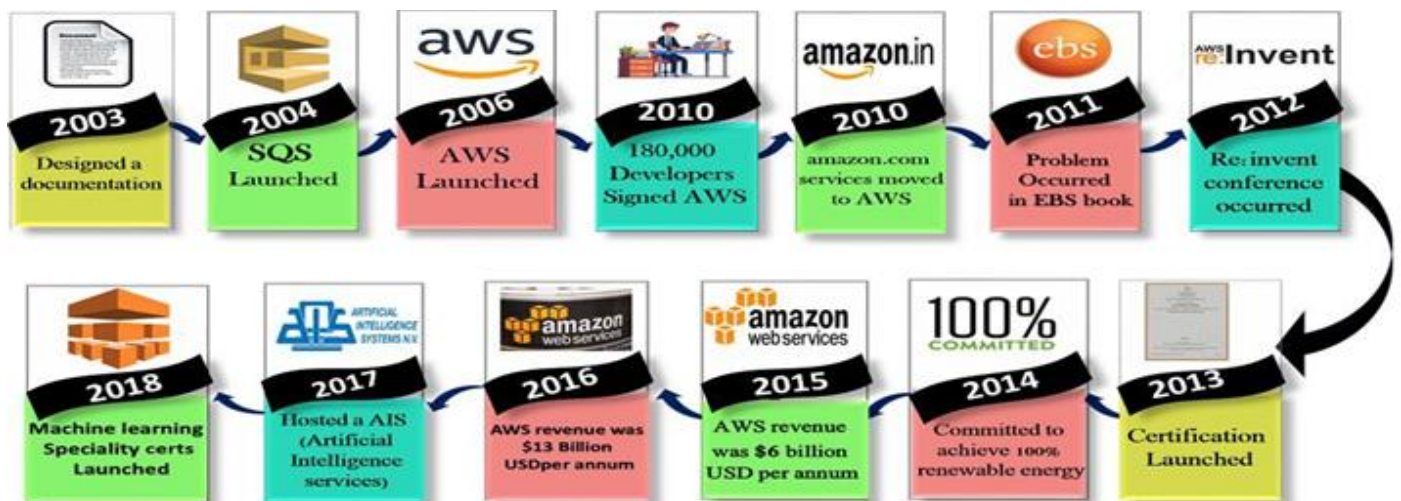 Document
2003
Designed a
documentation
2004
SQS
Launched
aws
2006
AWS
Launched
2010
180,000
Developers
Signed AWS
amazon.in
2010
amazon.com
services moved
to AWS
ebs
2011
Problem
Occurred
in EBS book
AWS
re:Invent
2012
Re: invent
conference
occurred
2013
Certification
Launched
100%
COMMITTED
2014
Committed to
achieve 100%
renewable energy
amazon
webservices
2015
AWS revenue
was $6 billion
USD per annum
amazon
webservices
2016
AWS revenue was
$13 Billion
USDper annum
ARTIFICIAL
INTELLIGENCE
SYSTEMS N.V.
2017
Hosted a AIS
(Artificial
Intelligence
services)
2018
Machine learning
Speciality certs
Launched